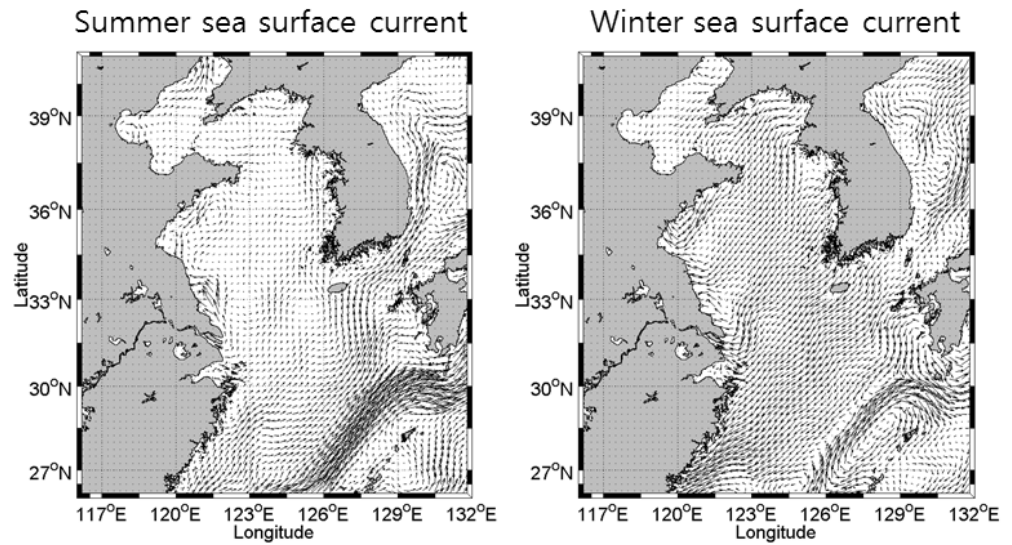 Summer sea surface current
Winter sea surface current
39°N
36°N
33°N
30°N
27°N
Latitude
117°E 120°E 123°E 126°E 129°E 132°E
Longitude
39°N
36°N
33°N
30°N
27°N
Latitude
117°E 120°E 123°E 126°E 129°E 132°E
Longitude